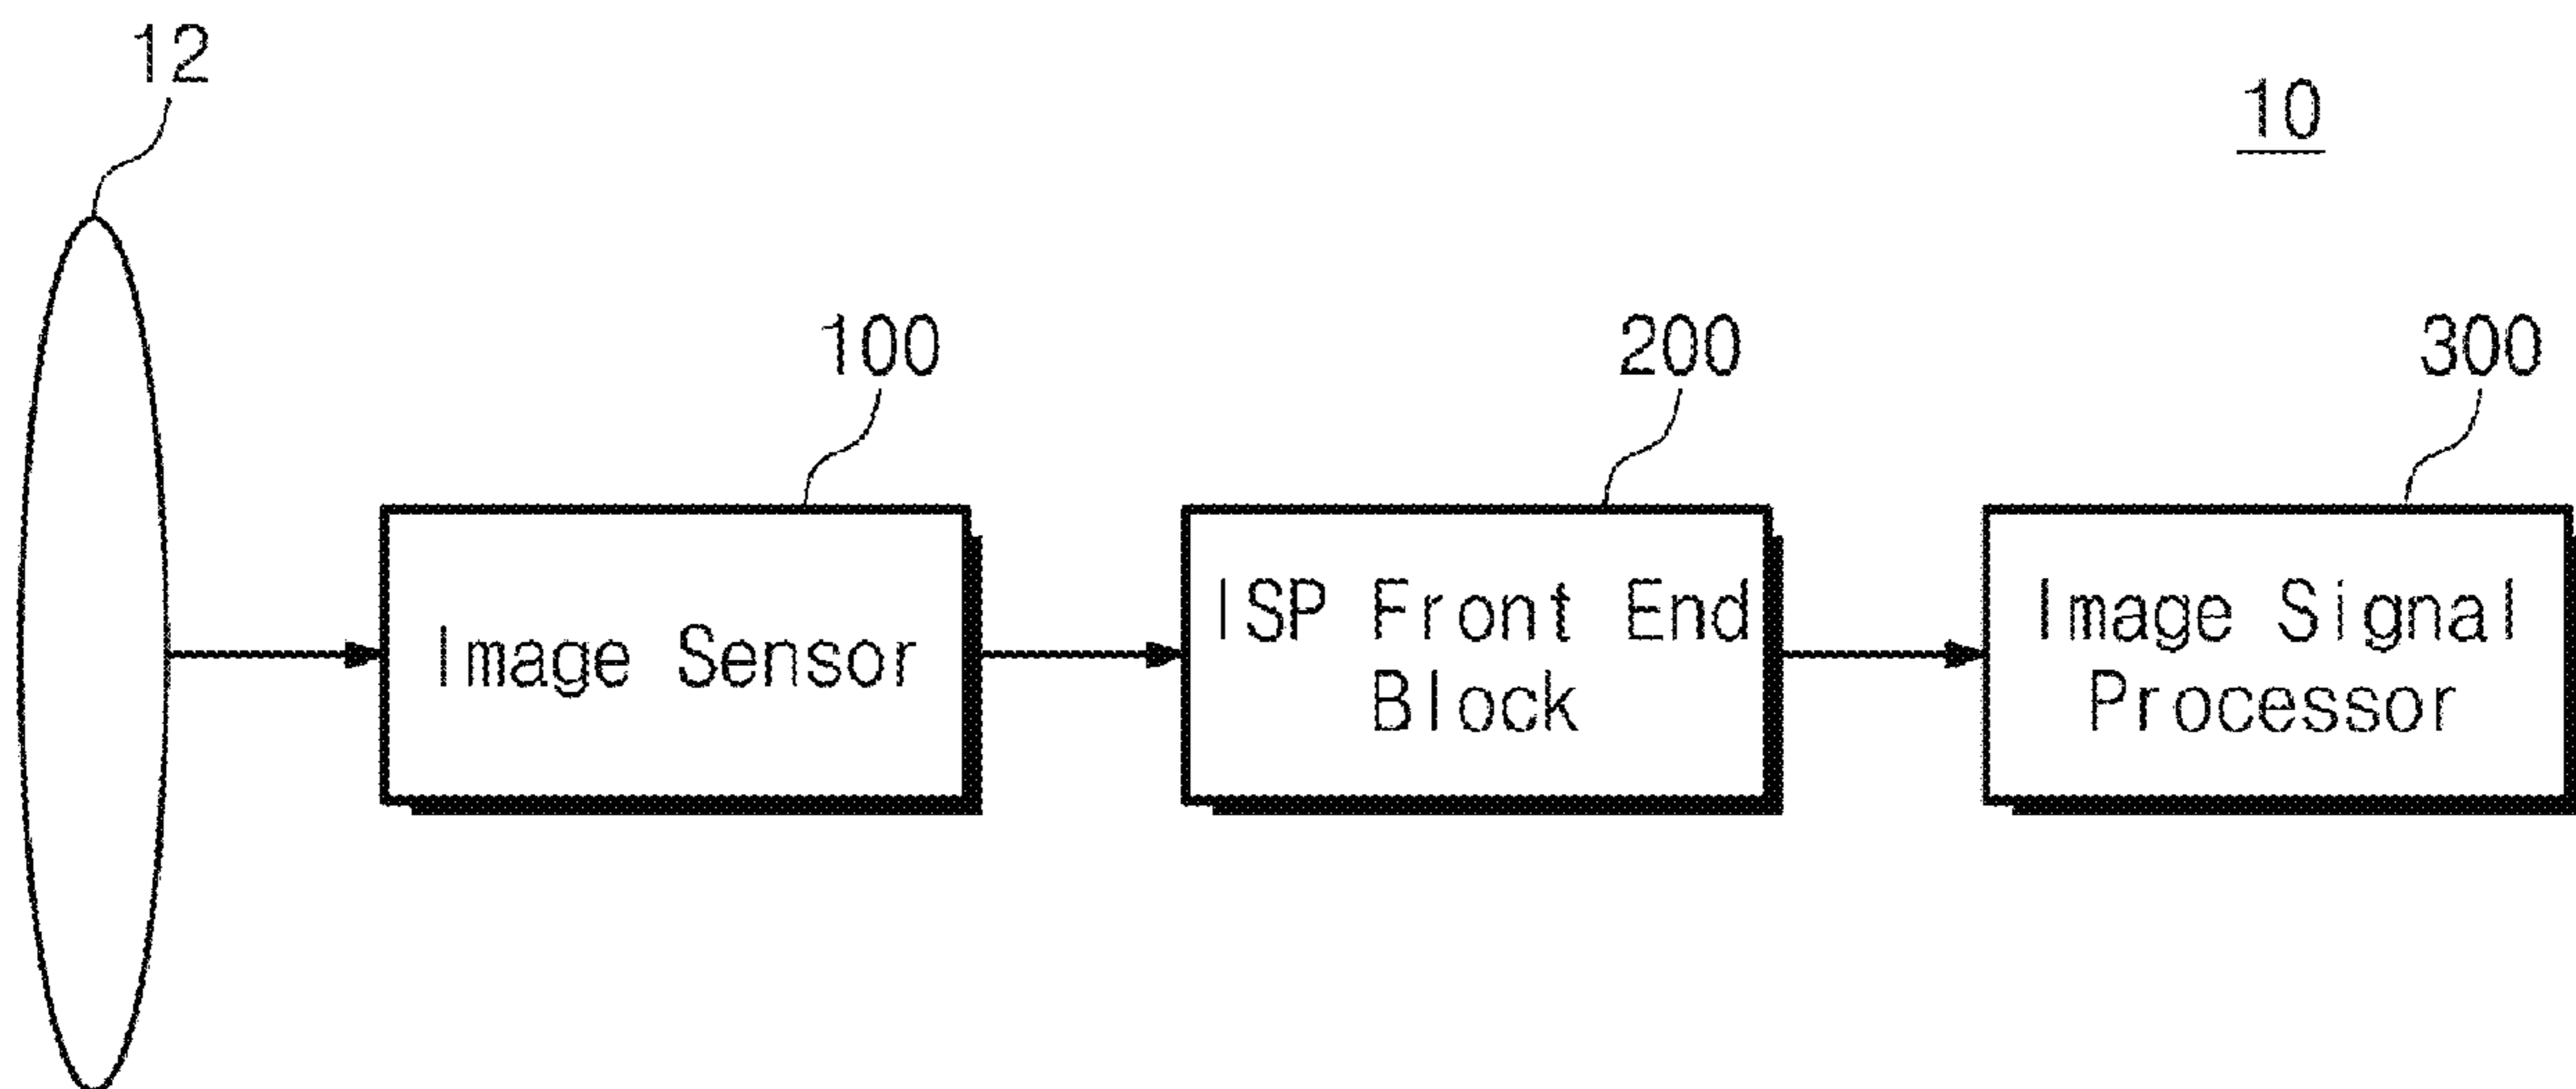 12
10
100
200
300
Image Sensor
ISP Front End
Block
Image Signal
Processor